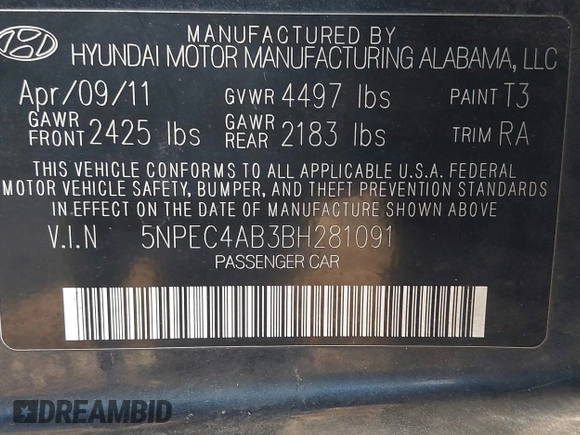 MANUFACTURED BY
HYUNDAI MOTOR MANUFACTURING ALABAMA, LLC
Apr/09/11 GVWR 4497 lbs PAINT T3
GAWR FRONT 2425 lbs GAWR REAR 2183 lbs TRIM RA
THIS VEHICLE CONFORMS TO ALL APPLICABLE U.S.A. FEDERAL
MOTOR VEHICLE SAFETY, BUMPER, AND THEFT PREVENTION STANDARDS
IN EFFECT ON THE DATE OF MANUFACTURE SHOWN ABOVE
V.I.N 5NPEC4AB3BH281091
PASSENGER CAR
DREAMBID